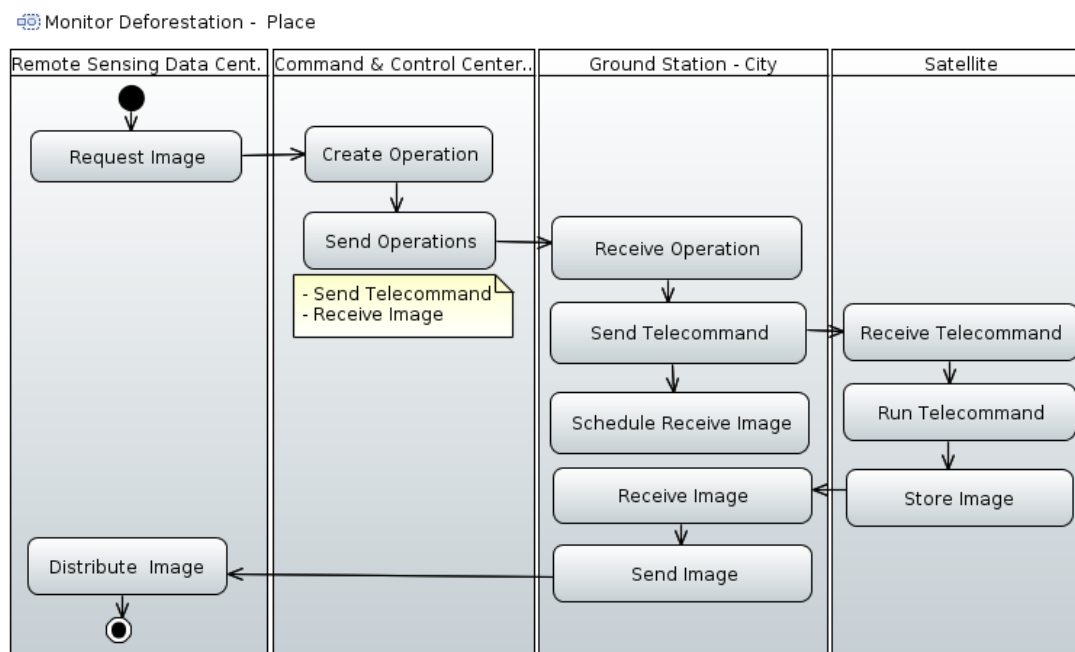 Monitor Deforestation - Place
Remote Sensing Data Cent.
Command & Control Center..
Ground Station - City
Satellite
Request Image
Create Operation
Send Operations
- Send Telecommand
- Receive Image
Receive Operation
Send Telecommand
Receive Telecommand
Schedule Receive Image
Run Telecommand
Receive Image
Store Image
Distribute Image
Send Image